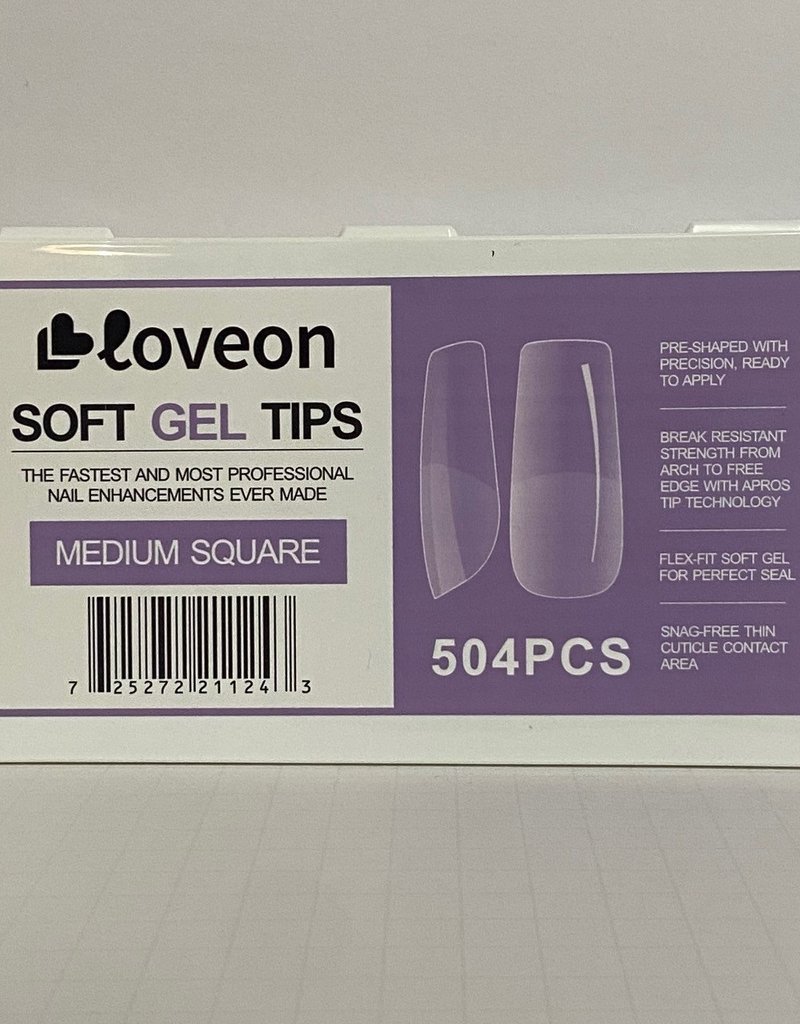 loveon
SOFT GEL TIPS
THE FASTEST AND MOST PROFESSIONAL
NAIL ENHANCEMENTS EVER MADE
MEDIUM SQUARE
7 25272 21124 3
504PCS
PRE-SHAPED WITH
PRECISION, READY
TO APPLY
BREAK RESISTANT
STRENGTH FROM
ARCH TO FREE
EDGE WITH APROS
TIP TECHNOLOGY
FLEX-FIT SOFT GEL
FOR PERFECT SEAL
SNAG-FREE THIN
CUTICLE CONTACT
AREA